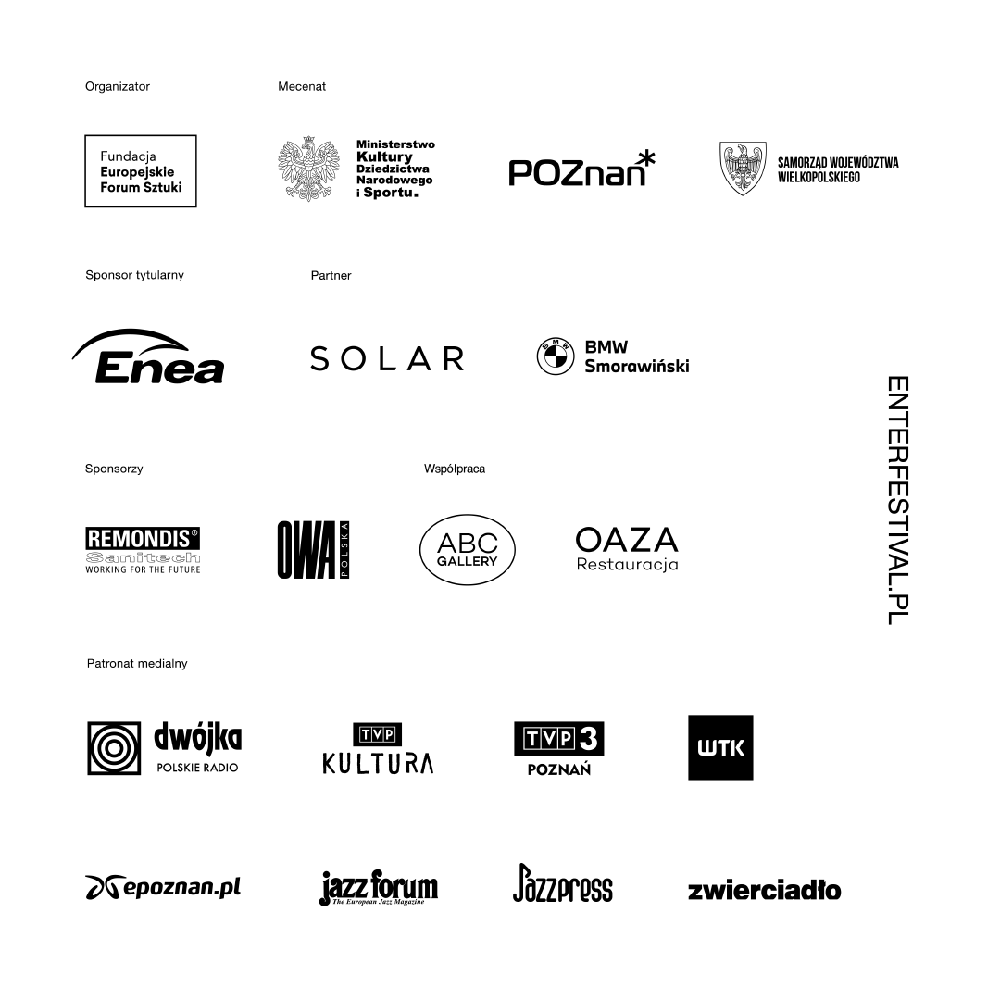 Organizator
Mecenat
Fundacja
Europejskie
Forum Sztuki
Ministerstwo
Kultury
Dziedzictwa
Narodowego
i Sportu.
POZnań*
SAMORZĄD WOJEWÓDZTWA
WIELKOPOLSKIEGO
Sponsor tytularny
Partner
Enea
SOLAR
BMW
BMW
Smorawiński
ENTERFESTIVAL.PL
Sponsorzy
Współpraca
REMONDIS®
Sanitech
WORKING FOR THE FUTURE
OWA
POLSKA
ABC
GALLERY
OAZA
Restauracja
Patronat medialny
dwójka
POLSKIE RADIO
TVP
KULTURA
TVP 3
POZNAŃ
WTK
epoznan.pl
jazz forum
The European Jazz Magazine
Jazzpress
zwierciadło